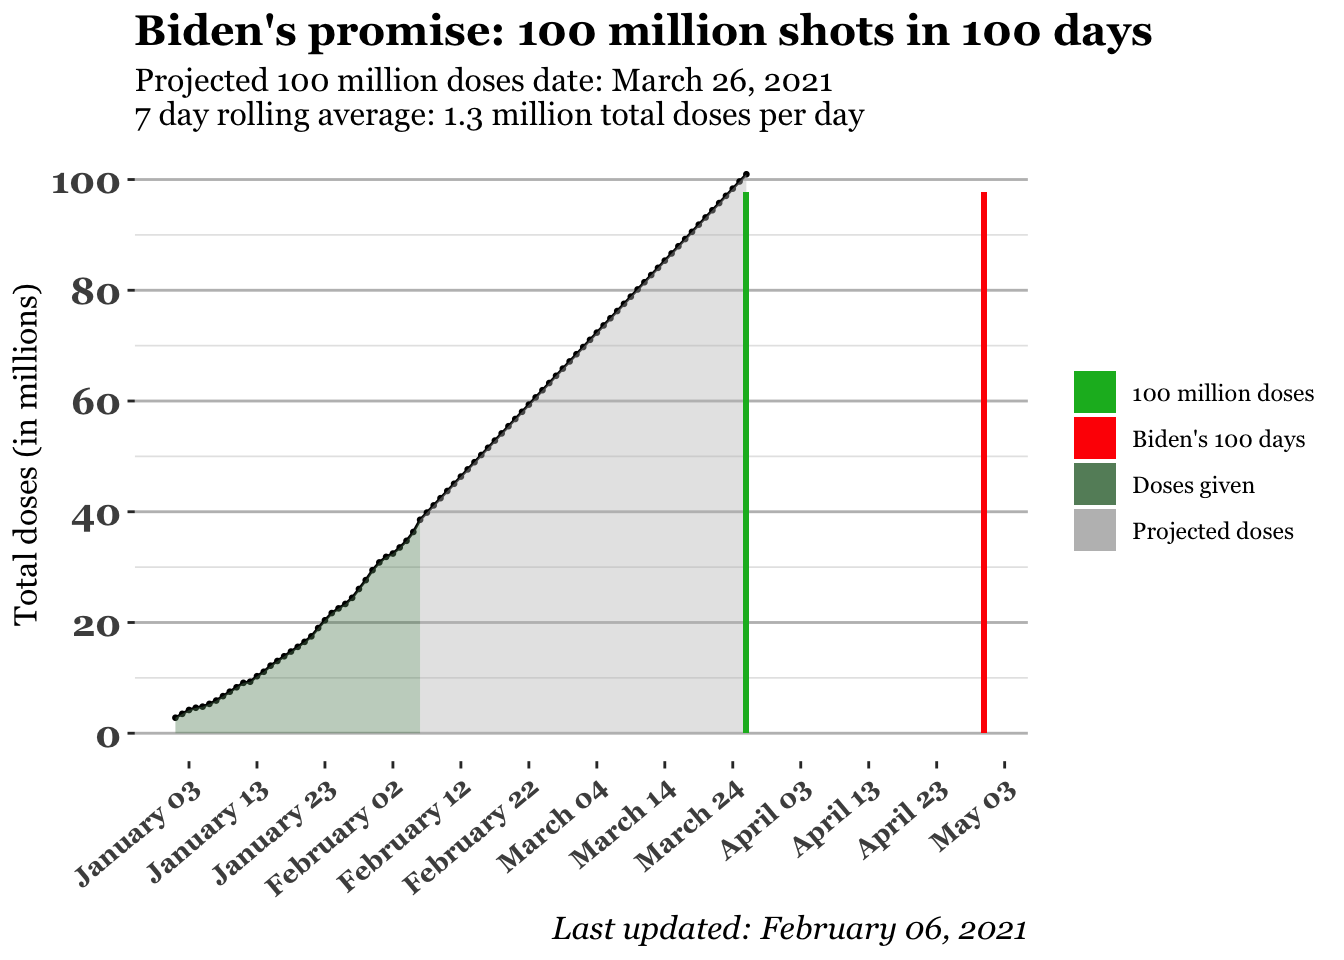 Biden's promise: 100 million shots in 100 days
Projected 100 million doses date: March 26, 2021
7 day rolling average: 1.3 million total doses per day
Total doses (in millions)
100
80
60
40
20
0
January 03
January 13
January 23
February 02
February 12
February 22
March 04
March 14
March 24
April 03
April 13
April 23
May 03
100 million doses
Biden's 100 days
Doses given
Projected doses
Last updated: February 06, 2021